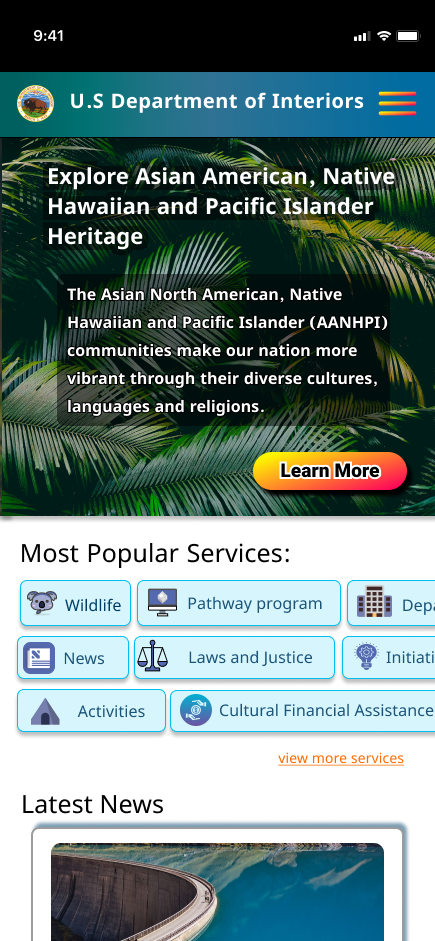 9:41
U.S Department of Interiors
Explore Asian American, Native
Hawaiian and Pacific Islander
Heritage
The Asian North American, Native
Hawaiian and Pacific Islander (AANHPI)
communities make our nation more
vibrant through their diverse cultures,
languages and religions.
Learn More
Most Popular Services:
Wildlife
Pathway program
Depa
News
Laws and Justice
Initiati
Activities
Cultural Financial Assistance
view more services
Latest News